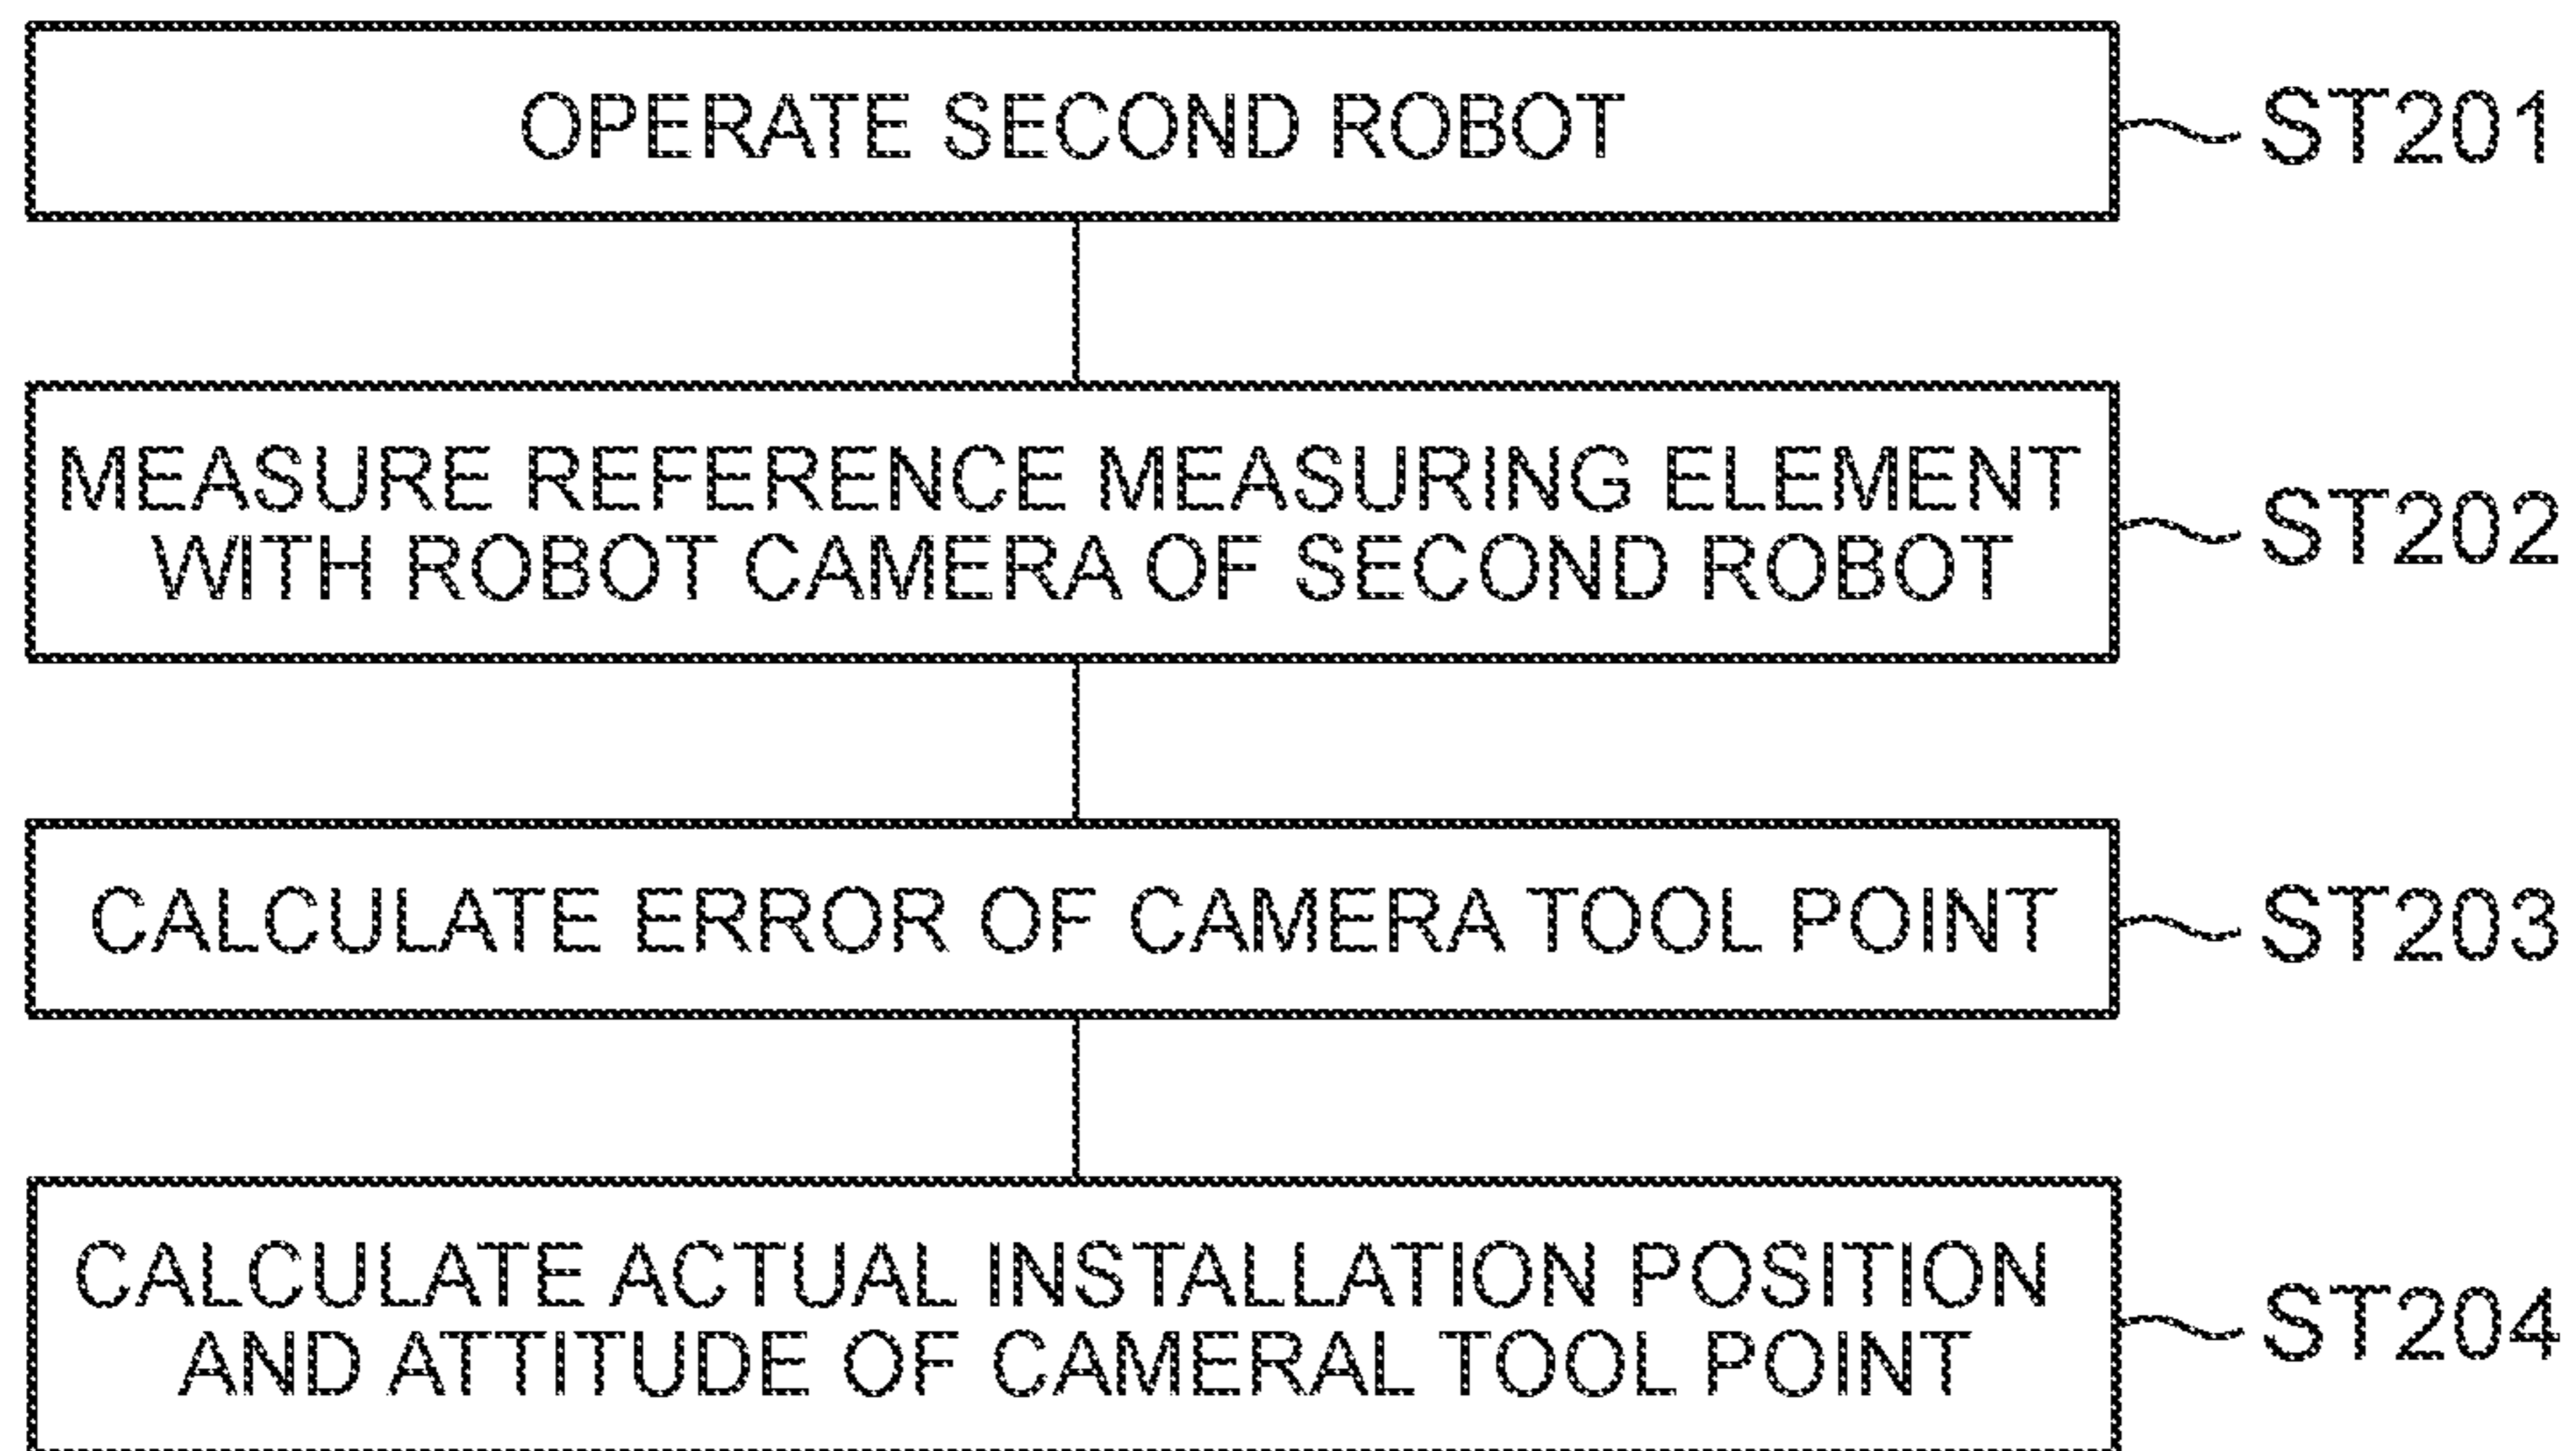 OPERATE SECOND ROBOT
ST201
MEASURE REFERENCE MEASURING ELEMENT
WITH ROBOT CAMERA OF SECOND ROBOT
ST202
CALCULATE ERROR OF CAMERA TOOL POINT
ST203
CALCULATE ACTUAL INSTALLATION POSITION
AND ATTITUDE OF CAMERAL TOOL POINT
ST204